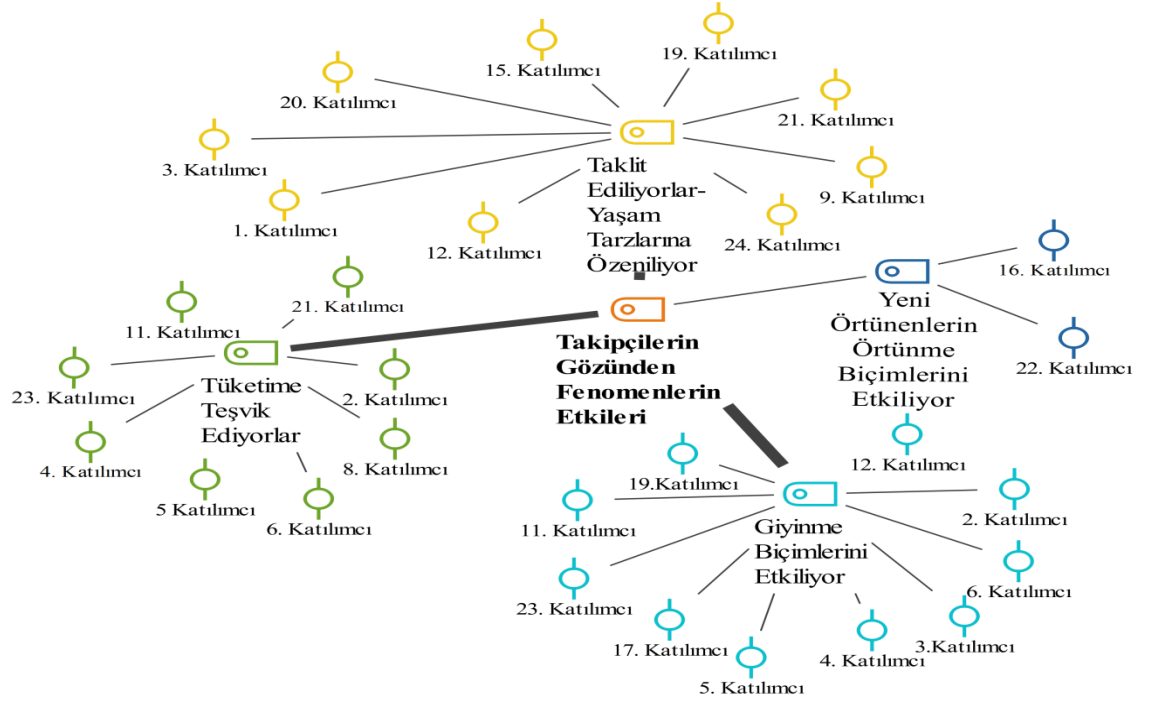 19. Katılımcı
15. Katılımcı
20. Katılımcı
21. Katılımcı
3. Katılımcı
9. Katılımcı
1. Katılımcı
12. Katılımcı
24. Katılımcı
Taklit
Ediliyorlar-
Yaşam
Tarzlarına
Özeniliyor
16. Katılımcı
22. Katılımcı
Yeni
Örtünenlerin
Örtünme
Biçimlerini
Etkiliyor
Takipçilerin
Gözünden
Fenomenlerin
Etkileri
21. Katılımcı
11. Katılımcı
23. Katılımcı
2. Katılımcı
Tüketime
Teşvik
Ediyorlar
4. Katılımcı
8. Katılımcı
5 Katılımcı
6. Katılımcı
12. Katılımcı
19.Katılımcı
11. Katılımcı
2. Katılımcı
Giyinme
Biçimlerini
Etkiliyor
23. Katılımcı
6. Katılımcı
17. Katılımcı
3.Katılımcı
4. Katılımcı
5. Katılımcı